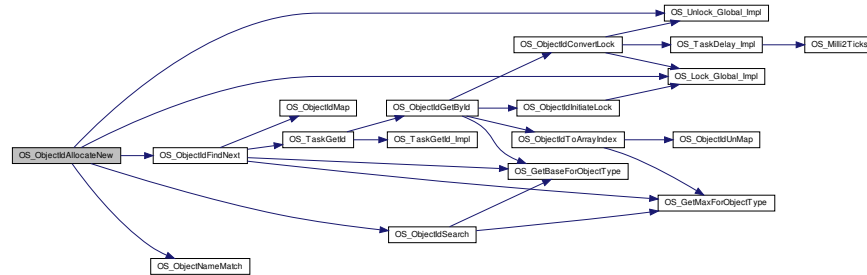 OS_Unlock_Global_Impl
OS_ObjectIdConvertLock
OS_TaskDelay_Impl
OS_Milli2Ticks
OS_Lock_Global_Impl
OS_ObjectIdMap
OS_ObjectIdGetById
OS_ObjectIdInitiateLock
OS_TaskGetId
OS_TaskGetId_Impl
OS_ObjectIdToArrayIndex
OS_ObjectIdUnMap
OS_ObjectIdAllocateNew
OS_ObjectIdFindNext
OS_GetBaseForObjectType
OS_GetMaxForObjectType
OS_ObjectIdSearch
OS_ObjectNameMatch